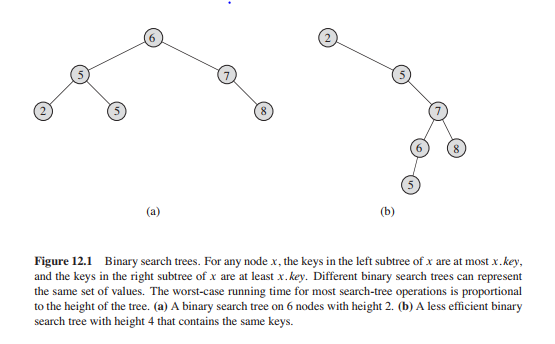 6
2
5
7
5
2
5
8
7
6
8
5
(a)
(b)
Figure 12.1 Binary search trees. For any node x, the keys in the left subtree of x are at most x.key,
and the keys in the right subtree of x are at least x.key. Different binary search trees can represent
the same set of values. The worst-case running time for most search-tree operations is proportional
to the height of the tree. (a) A binary search tree on 6 nodes with height 2. (b) A less efficient binary
search tree with height 4 that contains the same keys.